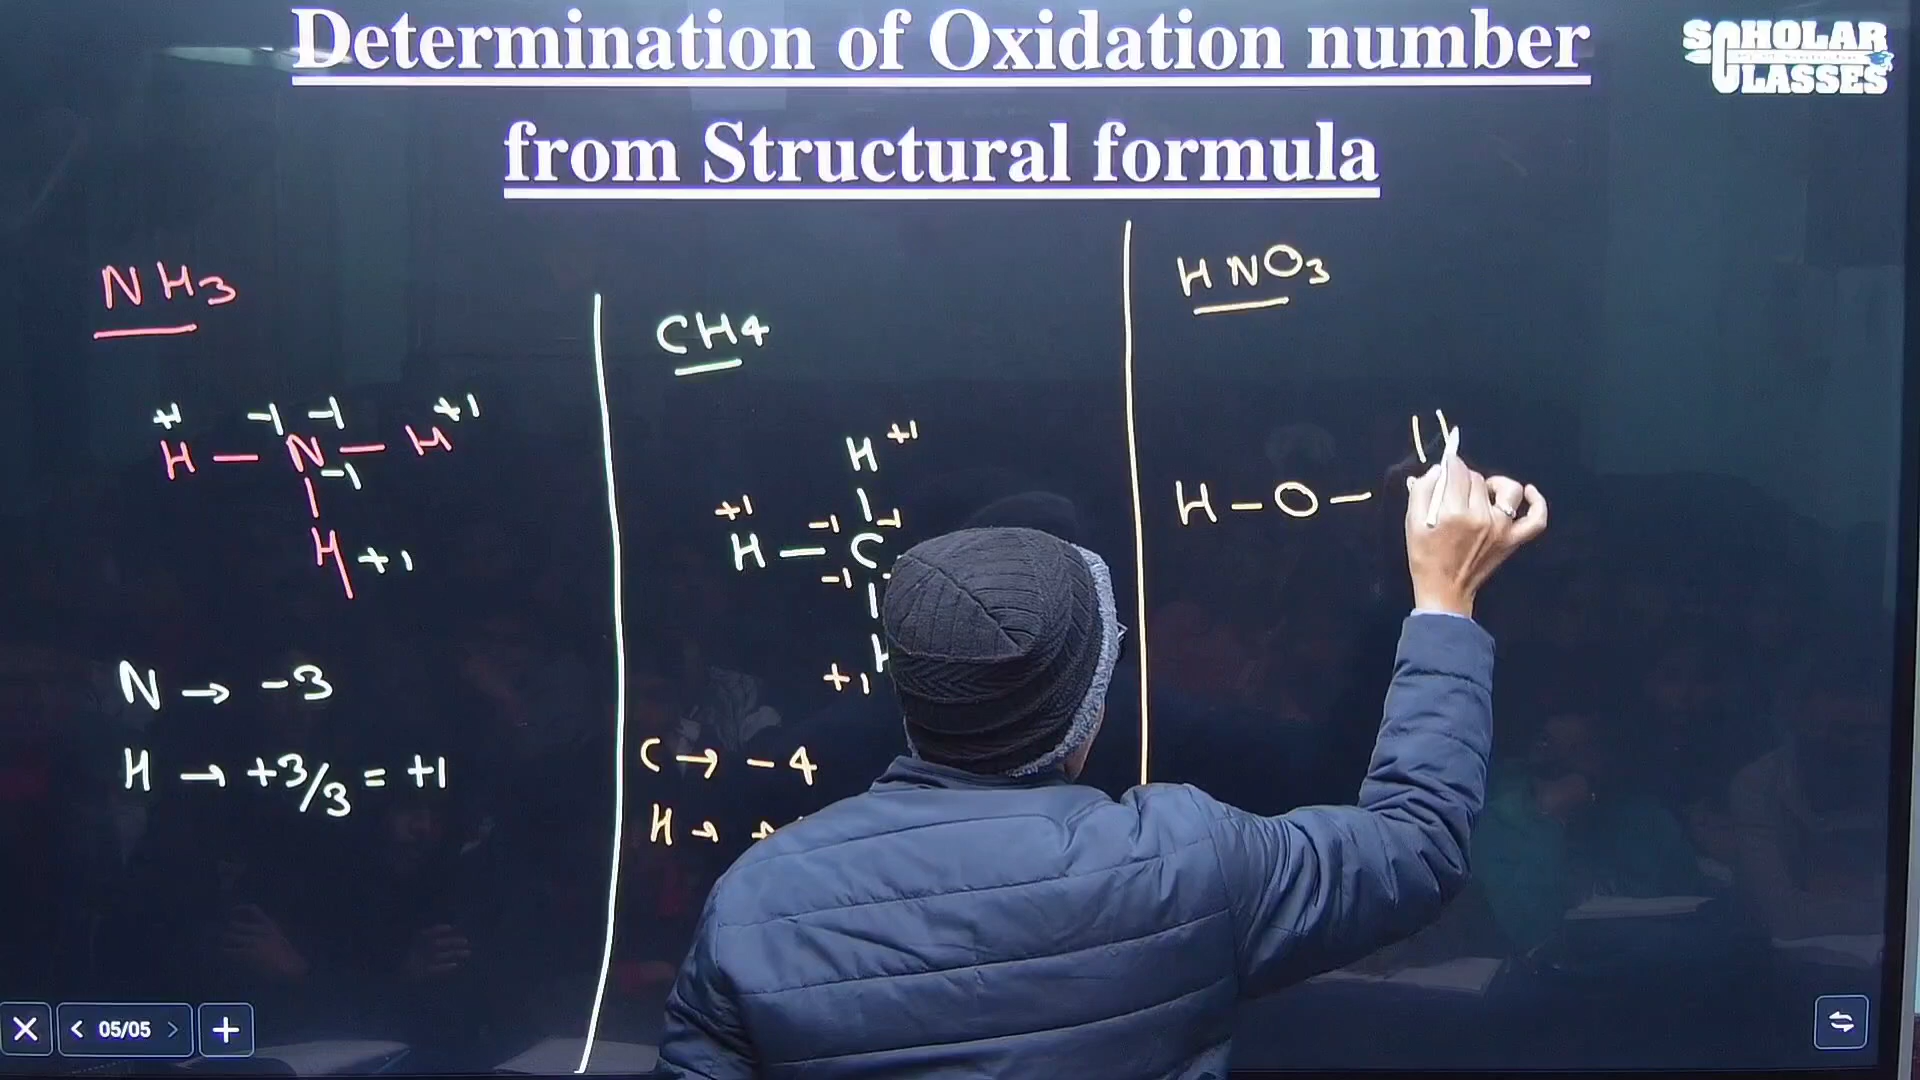 Determination of Oxidation number
from Structural formula
SCHOLAR
CLASSES
NH3
+1 -1 -1 +1
H - N - H
-1
H +1
N → -3
H → +3/3 = +1
CH4
H +1
+1 -1 -1
H - C
-1
H
+1
C → -4
H →
HNO3
H - O -
05/05